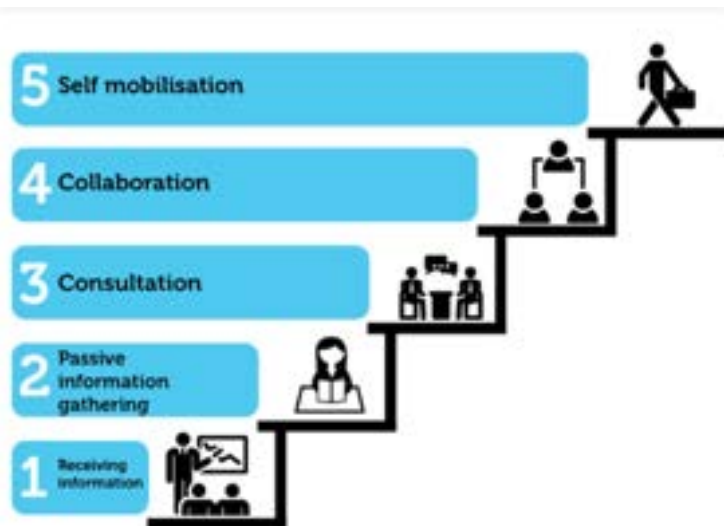 5 Self mobilisation
4 Collaboration
3 Consultation
2 Passive
information
gathering
1 Receiving
information